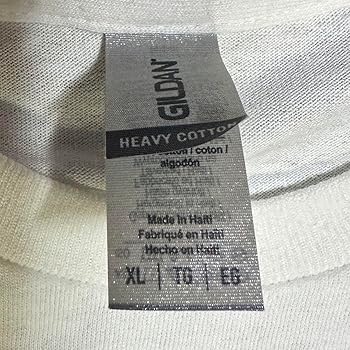 GILDAN
HEAVY COTTON
/ coton /
algodón
Made in Haiti
Fabriqué en Haïti
Hecho en Haití
XL | TG | EG